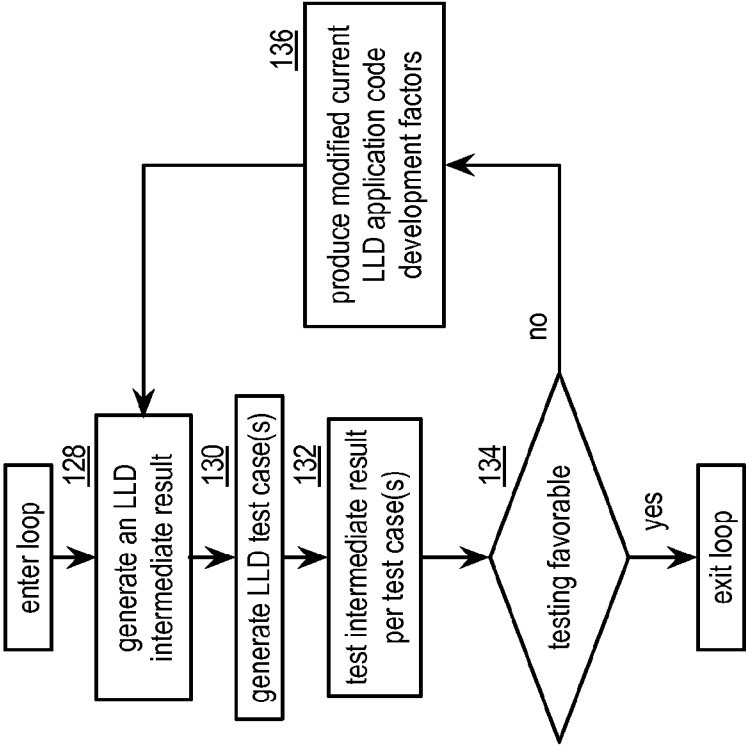 enter loop
128
generate an LLD
intermediate result
130
generate LLD test case(s)
132
test intermediate result
per test case(s)
134
testing favorable
yes
exit loop
no
136
produce modified current
LLD application code
development factors